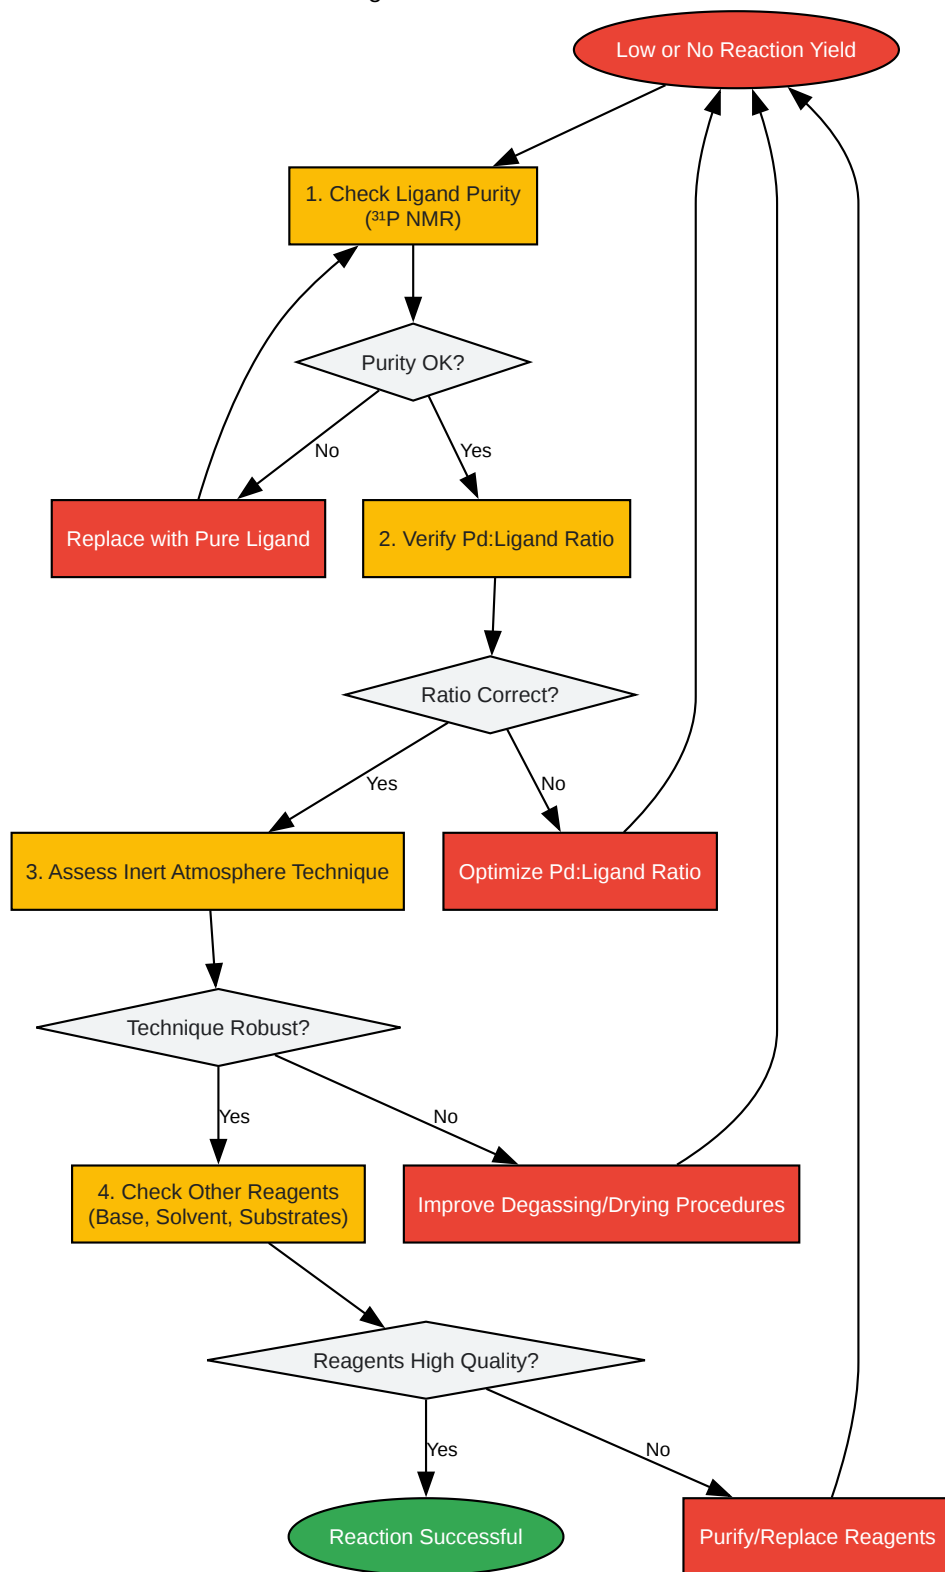 Low or No Reaction Yield
1. Check Ligand Purity
(³¹P NMR)
Purity OK?
No
Yes
Replace with Pure Ligand
2. Verify Pd:Ligand Ratio
Ratio Correct?
Yes
No
3. Assess Inert Atmosphere Technique
Optimize Pd:Ligand Ratio
Technique Robust?
Yes
No
4. Check Other Reagents
(Base, Solvent, Substrates)
Improve Degassing/Drying Procedures
Reagents High Quality?
Yes
No
Reaction Successful
Purify/Replace Reagents